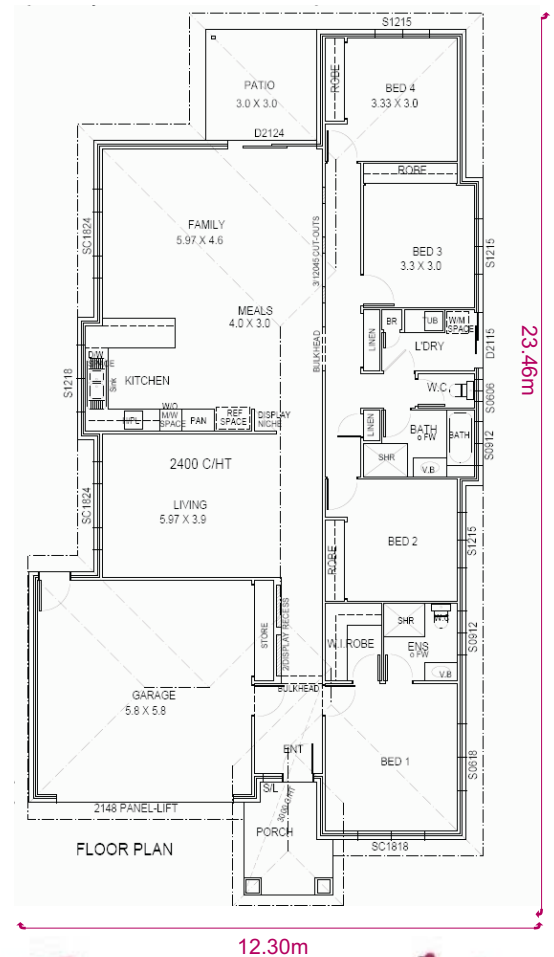 S1215
PATIO
3.0 X 3.0
ROBE
BED 4
3.33 X 3.0
D2124
ROBE
SC1824
FAMILY
5.97 X 4.6
3/12045 CUT-OUTS
BED 3
3.3 X 3.0
S1215
MEALS
4.0 X 3.0
BULKHEAD
LINEN
BR
TUB
W/M
SPACE
L'DRY
D2115
23.46m
S1218
D/W
Sink
KITCHEN
W.C.
S0606
HPL
W/O
M/W
SPACE
PAN
REF
SPACE
DISPLAY
NICHE
LINEN
BATH
o FW
BATH
S0912
SHR
V.B
SC1824
2400 C/HT
LIVING
5.97 X 3.9
BED 2
S1215
ROBE
STORE
2/DISPLAY RECESS
W.I.ROBE
SHR
W.C
ENS
o FW
V.B
S0912
GARAGE
5.8 X 5.8
BULKHEAD
ENT
BED 1
S0618
S/L
3000 C/HT
2148 PANEL-LIFT
PORCH
SC1818
FLOOR PLAN
12.30m